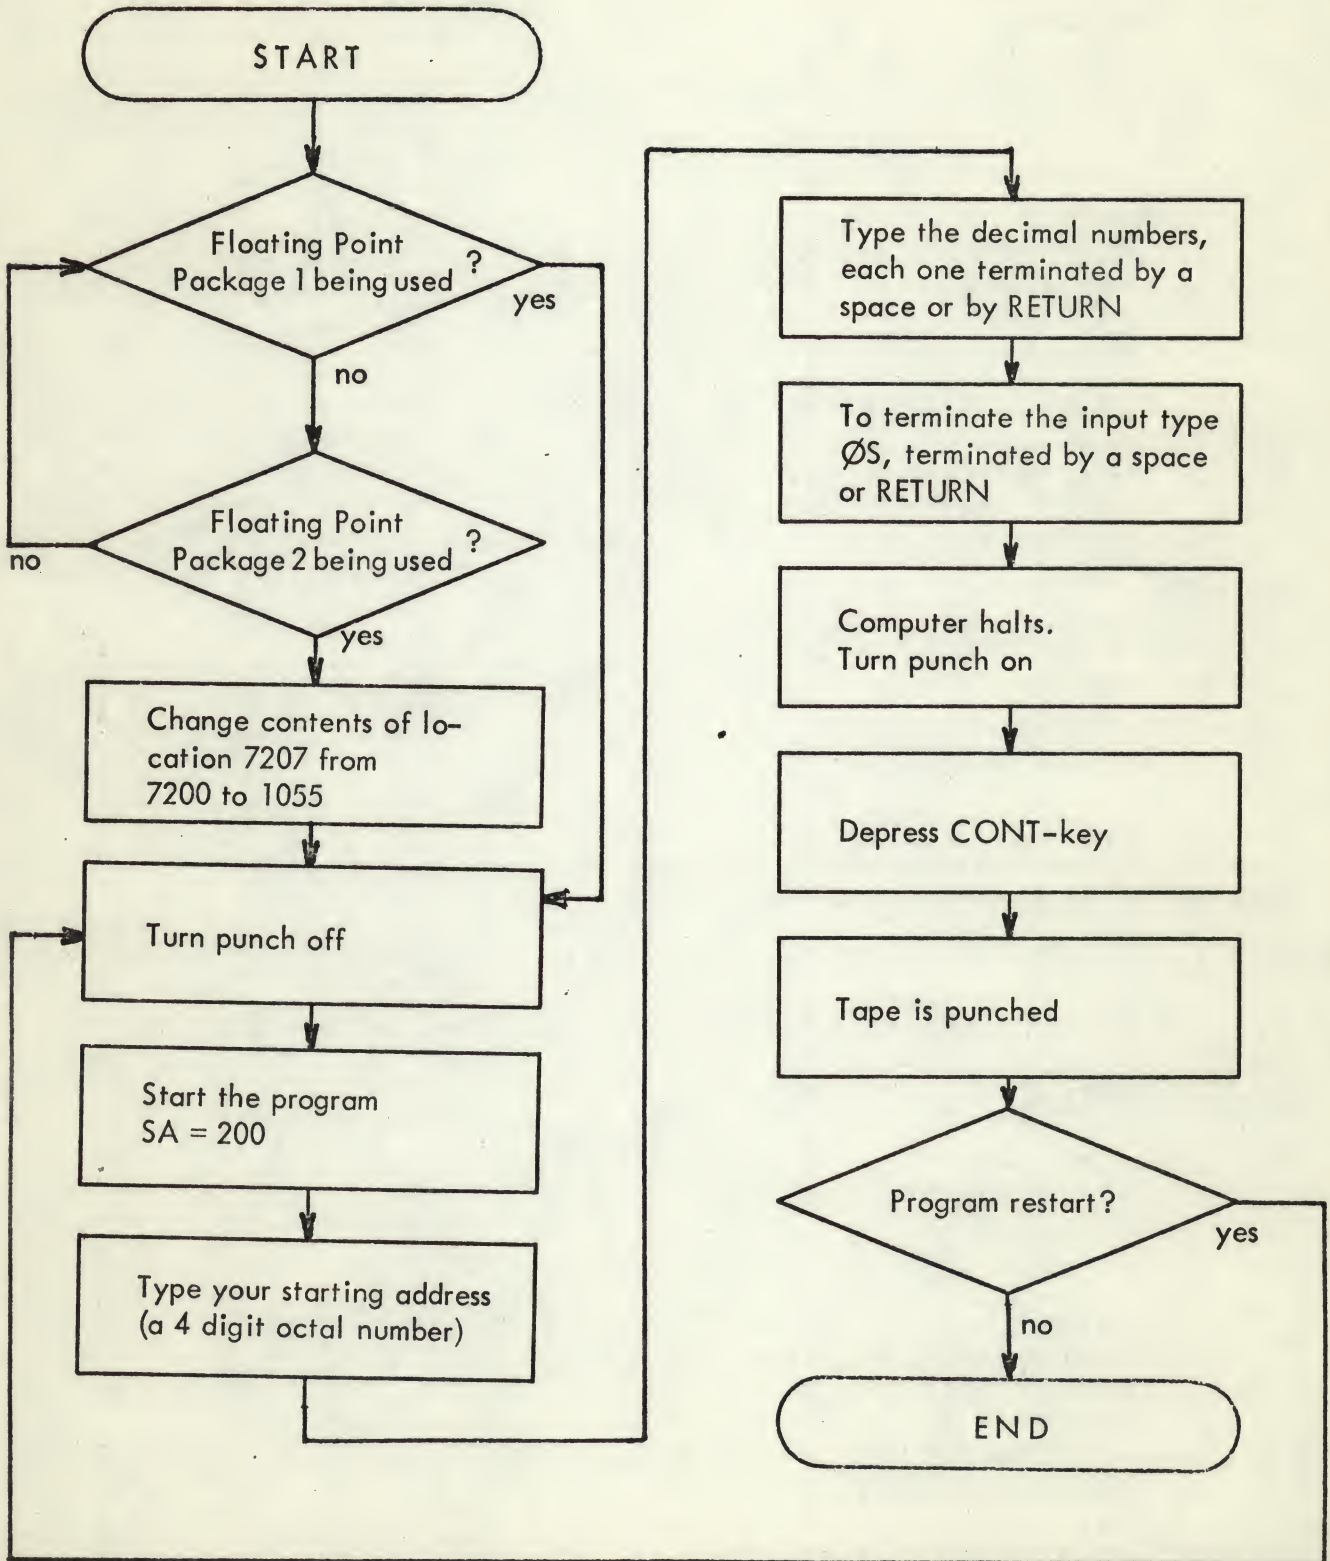 START
Floating Point
Package 1 being used ?
yes
no
Floating Point
Package 2 being used ?
no
yes
Change contents of lo-
cation 7207 from
7200 to 1055
Turn punch off
Start the program
SA = 200
Type your starting address
(a 4 digit octal number)
Type the decimal numbers,
each one terminated by a
space or by RETURN
To terminate the input type
ØS, terminated by a space
or RETURN
Computer halts.
Turn punch on
Depress CONT-key
Tape is punched
Program restart?
yes
no
END